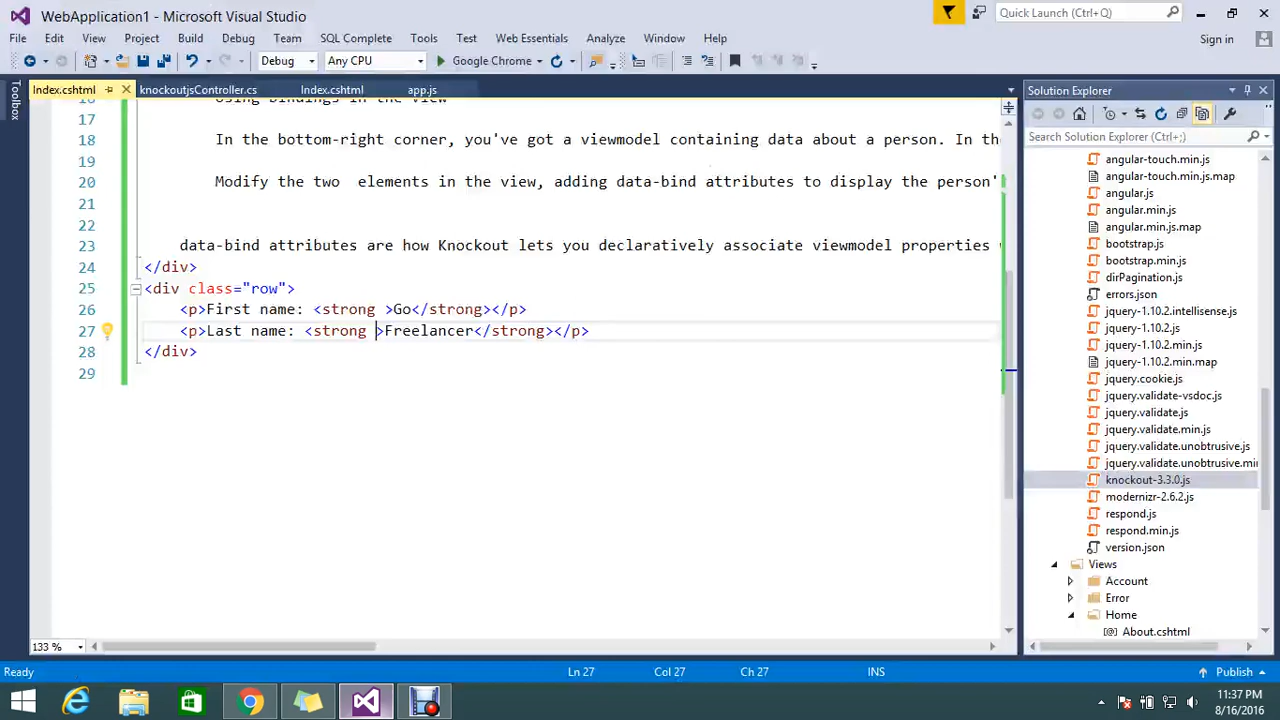 WebApplication1 - Microsoft Visual Studio
Quick Launch (Ctrl+Q)
File Edit View Project Build Debug Team SQL Complete Tools Test Web Essentials Analyze Window Help
Sign in
Debug Any CPU Google Chrome
Toolbox
Index.cshtml knockoutjsController.cs Index.cshtml app.js
16 Using bindings in the view
17
18 In the bottom-right corner, you've got a viewmodel containing data about a person. In th
19
20 Modify the two elements in the view, adding data-bind attributes to display the person'
21
22
23 data-bind attributes are how Knockout lets you declaratively associate viewmodel properties
24 </div>
25 <div class="row">
26 <p>First name: <strong >Go</strong></p>
27 <p>Last name: <strong >Freelancer</strong></p>
28 </div>
29
133 %
Solution Explorer
Search Solution Explorer (Ctrl+;)
angular-touch.min.js
angular-touch.min.js.map
angular.js
angular.min.js
angular.min.js.map
bootstrap.js
bootstrap.min.js
dirPagination.js
errors.json
jquery-1.10.2.intellisense.js
jquery-1.10.2.js
jquery-1.10.2.min.js
jquery-1.10.2.min.map
jquery.cookie.js
jquery.validate-vsdoc.js
jquery.validate.js
jquery.validate.min.js
jquery.validate.unobtrusive.js
jquery.validate.unobtrusive.mi
knockout-3.3.0.js
modernizr-2.6.2.js
respond.js
respond.min.js
version.json
Views
Account
Error
Home
About.cshtml
Ready Ln 27 Col 27 Ch 27 INS Publish
11:37 PM
8/16/2016